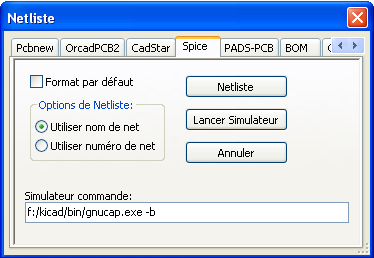 Netliste
Pcbnew OrcadPCB2 CadStar Spice PADS-PCB BOM
Format par défaut
Netliste
Options de Netliste:
Utiliser nom de net
Lancer Simulateur
Utiliser numéro de net
Annuler
Simulateur commande:
f:/kicad/bin/gnucap.exe -b